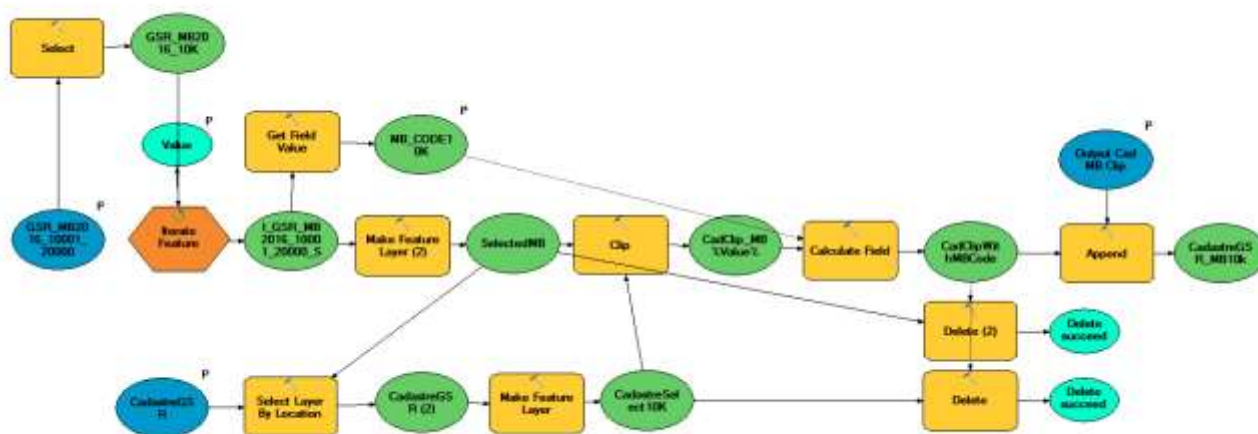 Select
GSR_MB20
16_10K
P
Value
P
GSR_MB20
16_10001_
20000
Iterate
Feature
Get Field
Value
P
MB_CODE1
0K
I_GSR_MB
2016_1000
1_20000_S
Make Feature
Layer (2)
SelectedMB
Clip
CadClip_MB
%Value%
Calculate Field
CadClipWit
hMBCode
P
Output Cad
MB Clip
Append
CadastreGS
R_MB10k
Delete (2)
Delete
succeed
P
CadastreGS
R
Select Layer
By Location
CadastreGS
R (2)
Make Feature
Layer
CadastreSel
ect10K
Delete
Delete
succeed